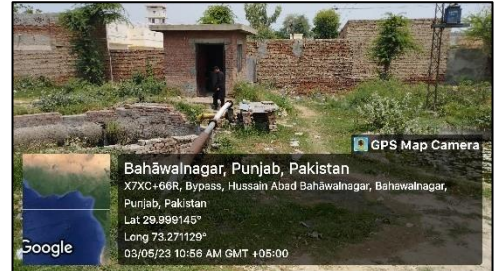 GPS Map Camera
Bahāwalnagar, Punjab, Pakistan
X7XC+66R, Bypass, Hussain Abad Bahāwalnagar, Bahawalnagar,
Punjab, Pakistan
Lat 29.999145°
Long 73.271129°
03/05/23 10:56 AM GMT +05:00
Google